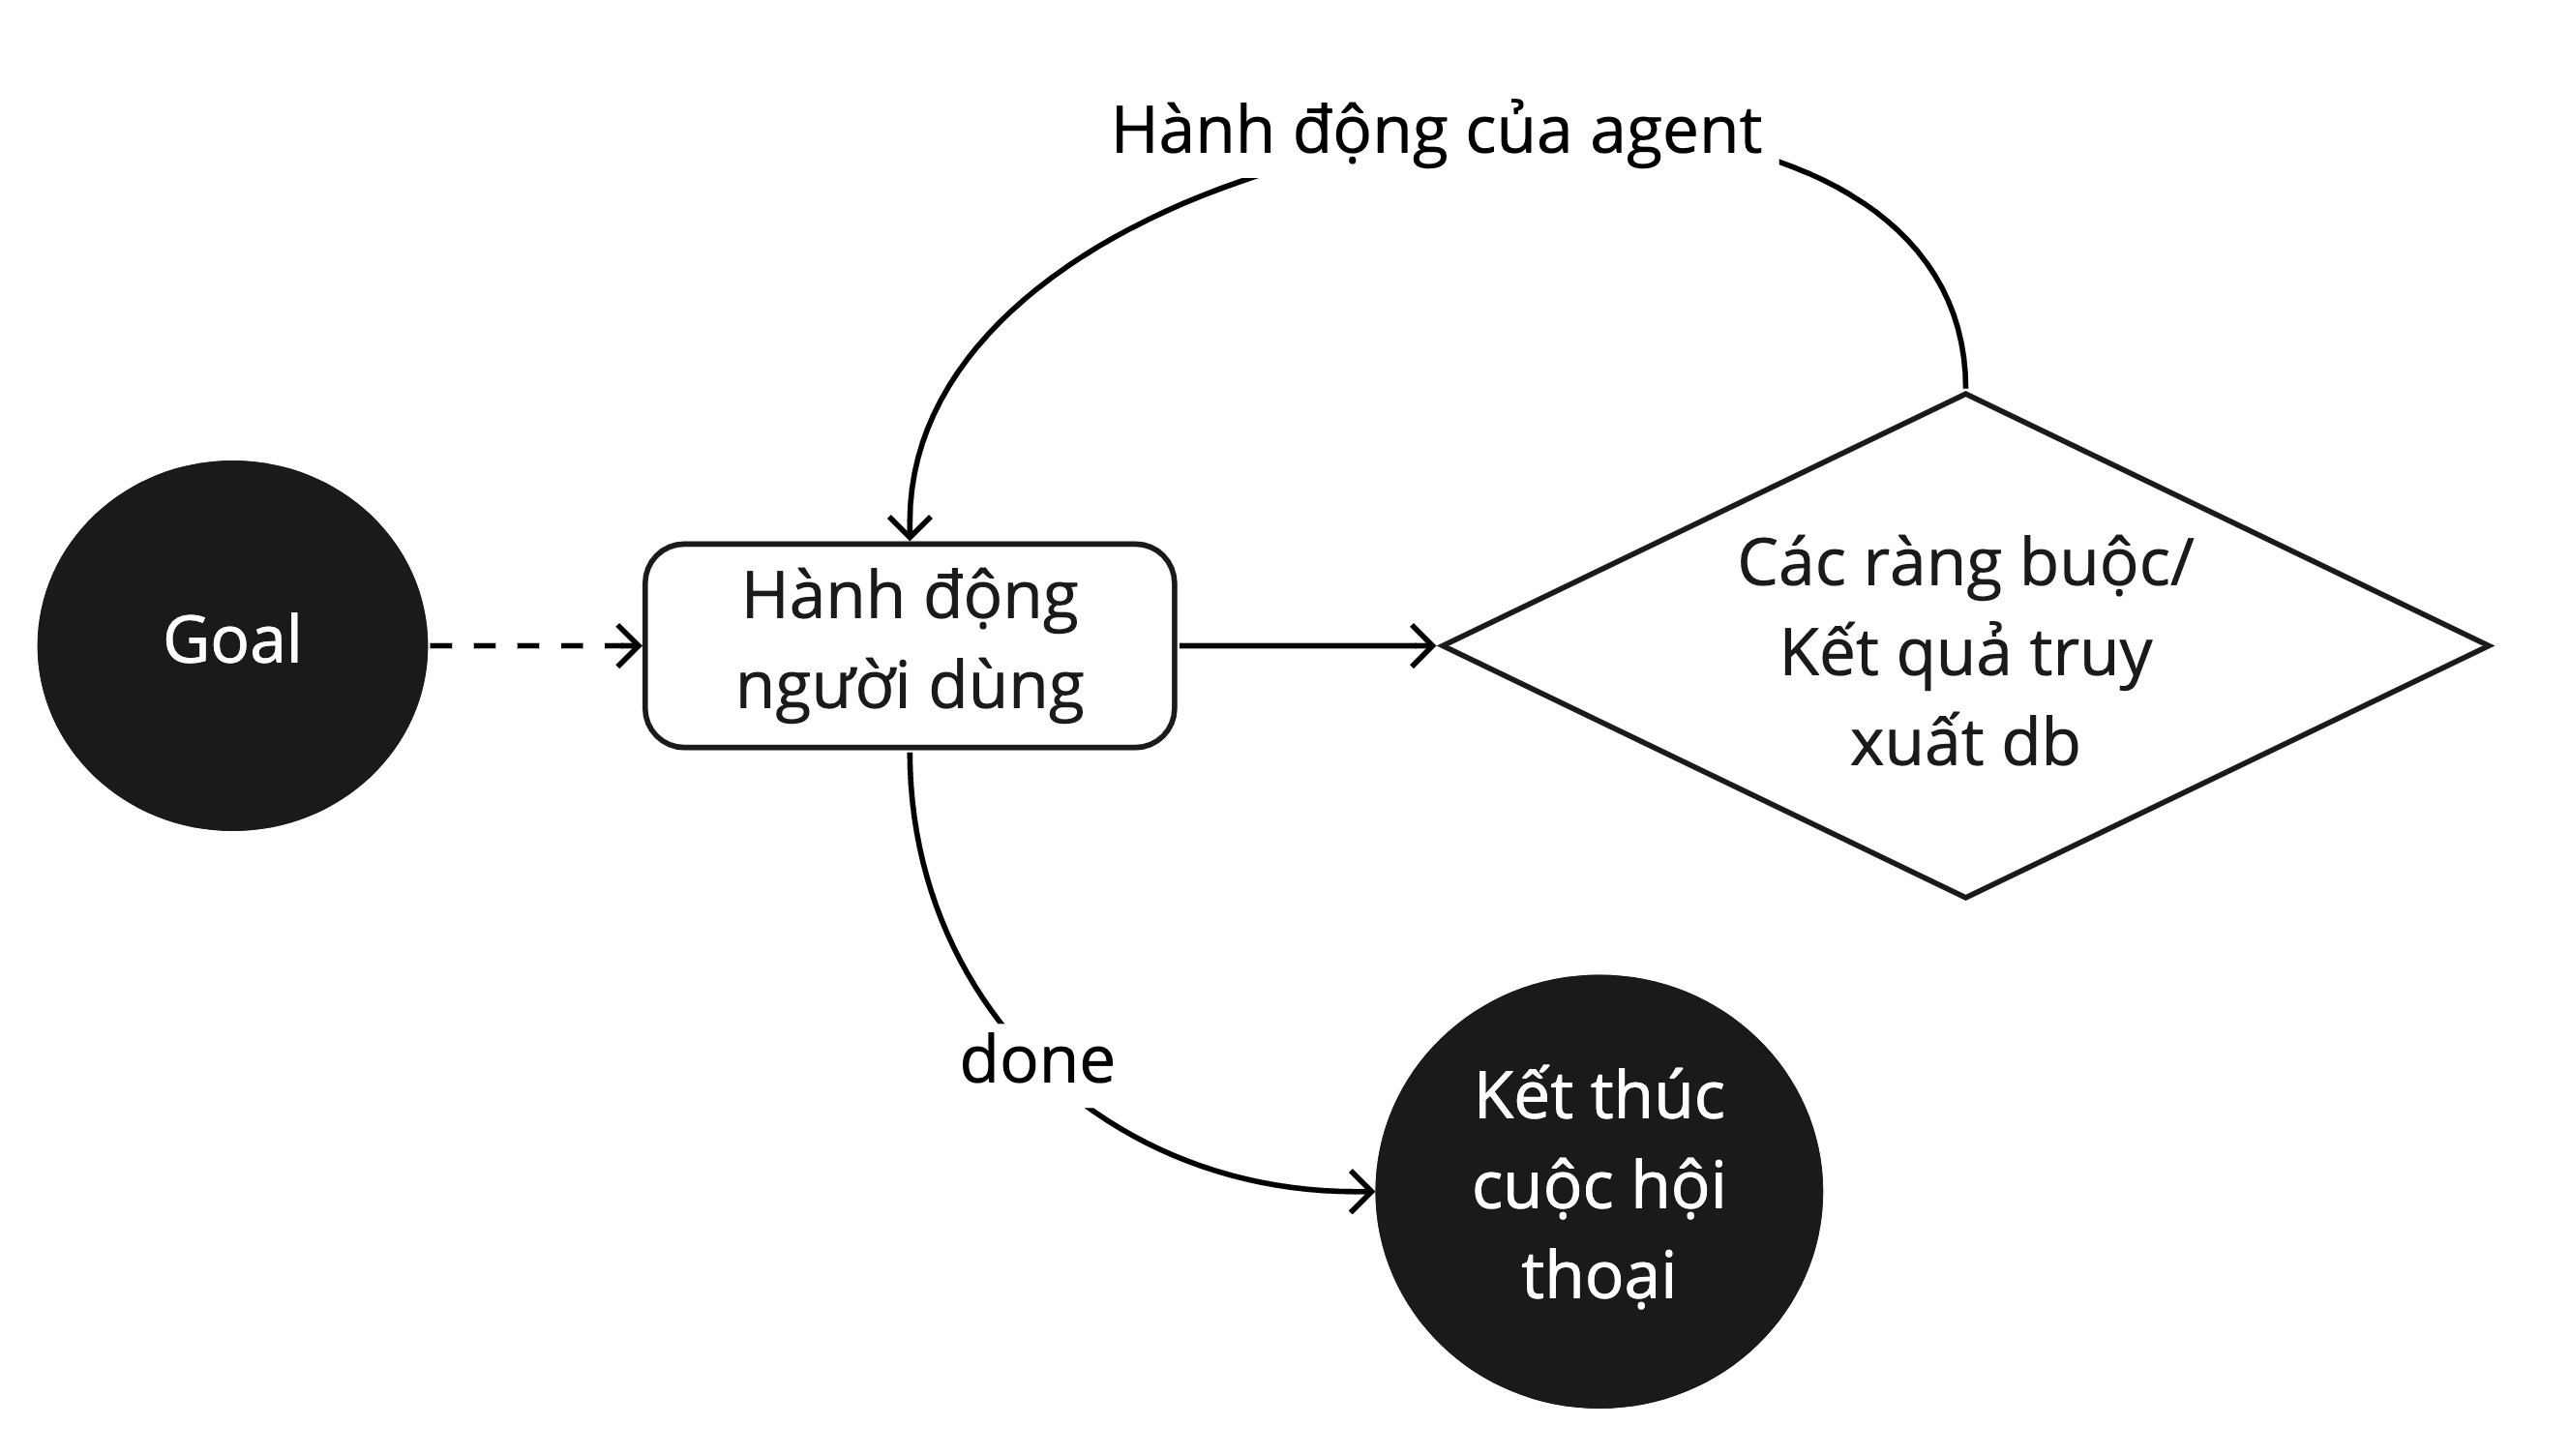 Hành động của agent
Goal
Hành động
người dùng
Các ràng buộc/
Kết quả truy
xuất db
done
Kết thúc
cuộc hội
thoại